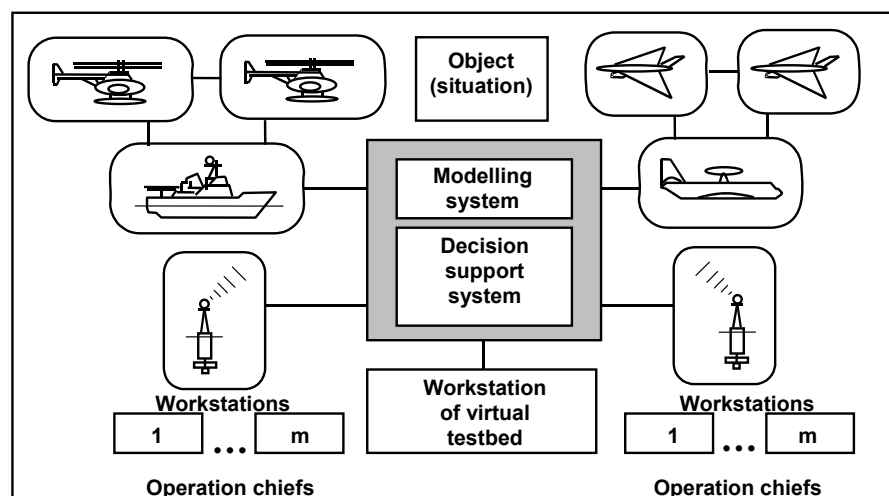 Object
(situation)
Modelling
system
Decision
support
system
Workstation
of virtual
testbed
Workstations
1 ... m
Operation chiefs
Workstations
1 ... m
Operation chiefs